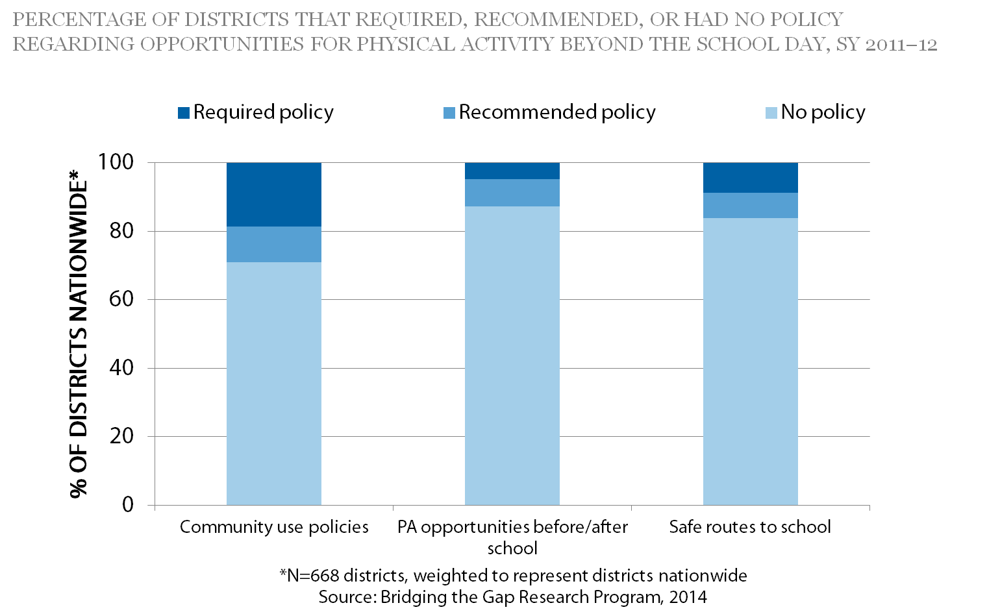 PERCENTAGE OF DISTRICTS THAT REQUIRED, RECOMMENDED, OR HAD NO POLICY
REGARDING OPPORTUNITIES FOR PHYSICAL ACTIVITY BEYOND THE SCHOOL DAY, SY 2011–12
Required policy
Recommended policy
No policy
% OF DISTRICTS NATIONWIDE*
100
80
60
40
20
0
Community use policies
PA opportunities before/after
school
Safe routes to school
*N=668 districts, weighted to represent districts nationwide
Source: Bridging the Gap Research Program, 2014